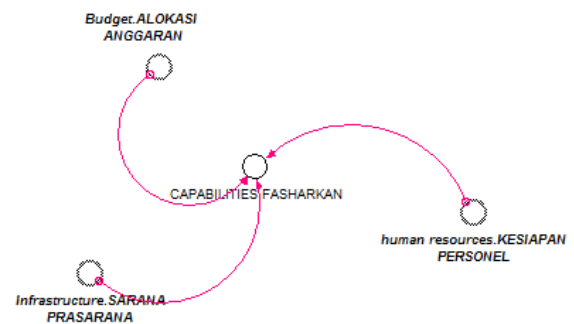 Budget.ALOKASI
ANGGARAN
CAPABILITIES FASHARKAN
human resources.KESIAPAN
PERSONEL
Infrastructure.SARANA
PRASARANA